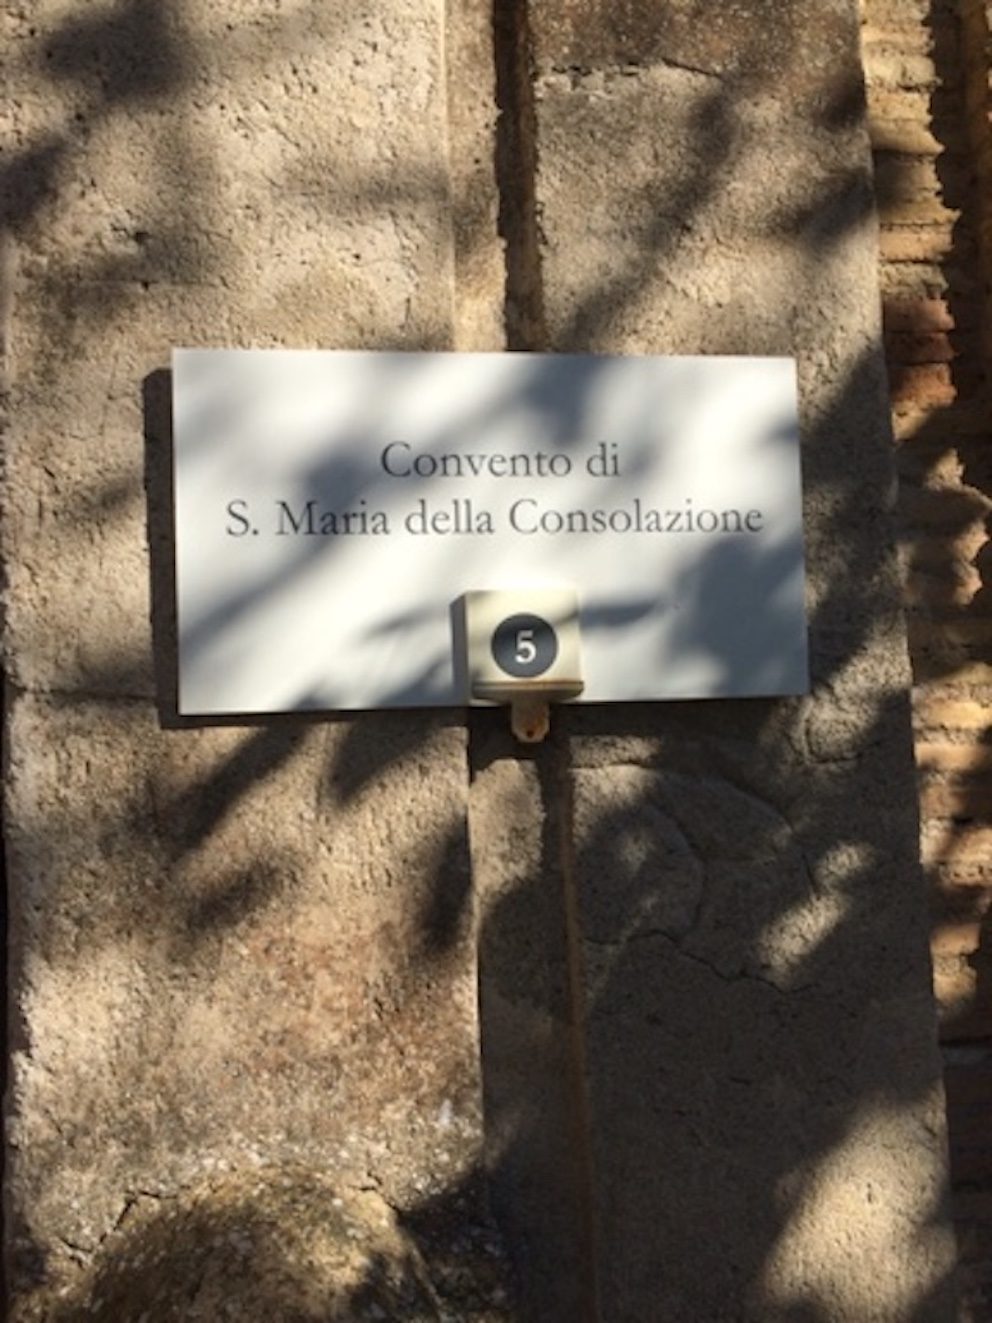 Convento di
S. Maria della Consolazione
5